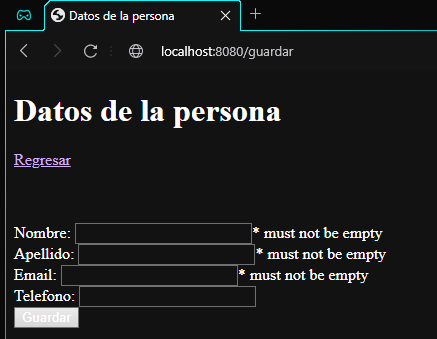 Datos de la persona
localhost:8080/guardar
Datos de la persona
Regresar
Nombre: * must not be empty
Apellido: * must not be empty
Email: * must not be empty
Telefono:
Guardar